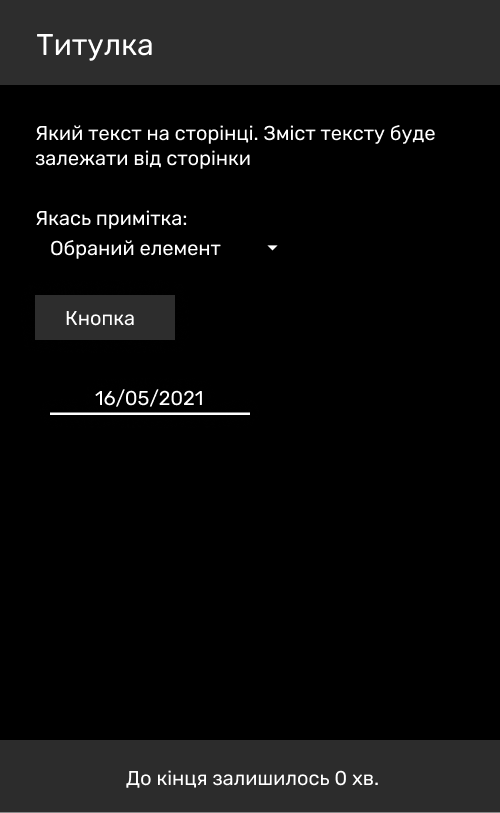 Титулка
Який текст на сторінці. Зміст тексту буде
залежати від сторінки
Якась примітка:
Обраний елемент
Кнопка
16/05/2021
До кінця залишилось 0 хв.